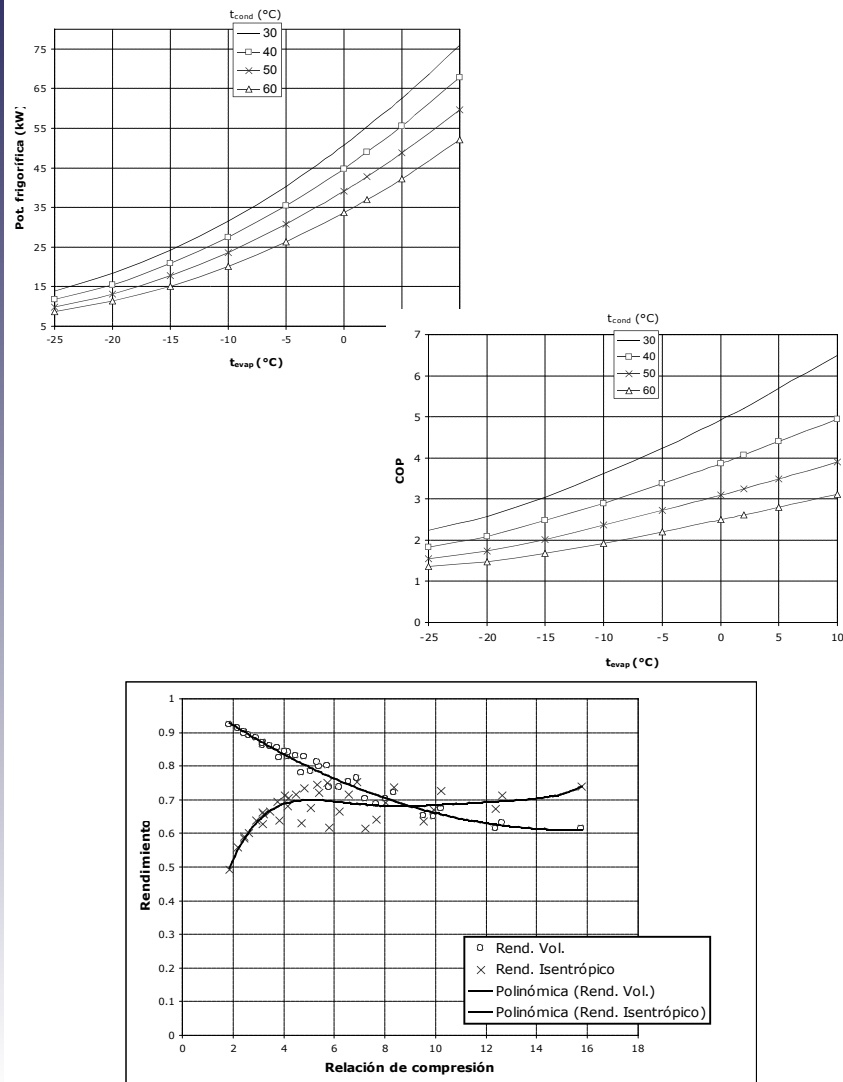 t_cond (°C)
30
40
50
60
Pot. frigorífica (kW)
75
65
55
45
35
25
15
5
-25 -20 -15 -10 -5 0
t_evap (°C)
t_cond (°C)
30
40
50
60
COP
7
6
5
4
3
2
1
0
-25 -20 -15 -10 -5 0 5 10
t_evap (°C)
Rendimiento
1
0.9
0.8
0.7
0.6
0.5
0.4
0.3
0.2
0.1
0
0 2 4 6 8 10 12 14 16 18
Relación de compresión
Rend. Vol.
Rend. Isentrópico
Polinómica (Rend. Vol.)
Polinómica (Rend. Isentrópico)